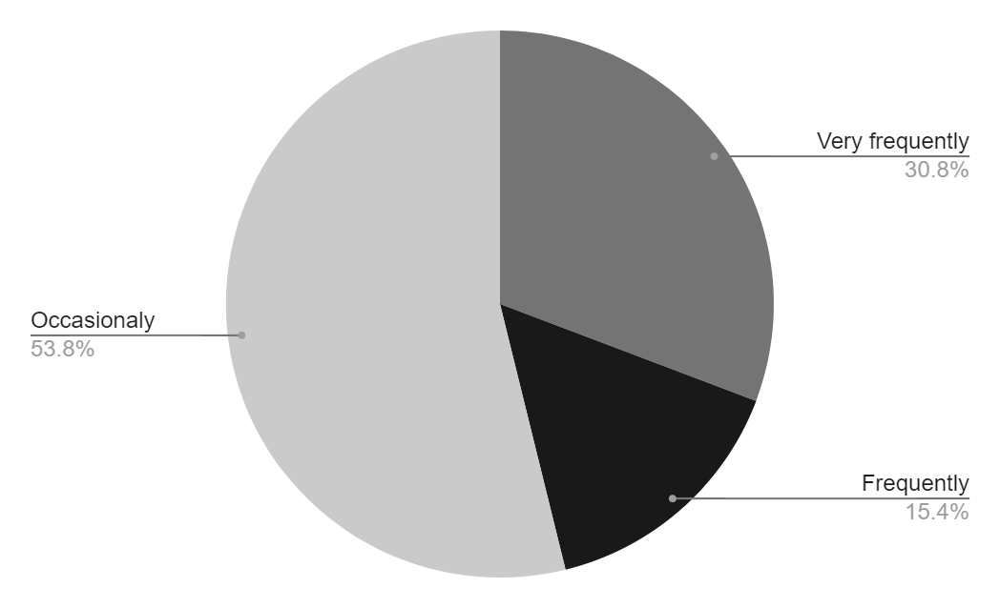 Very frequently
30.8%
Occasionaly
53.8%
Frequently
15.4%